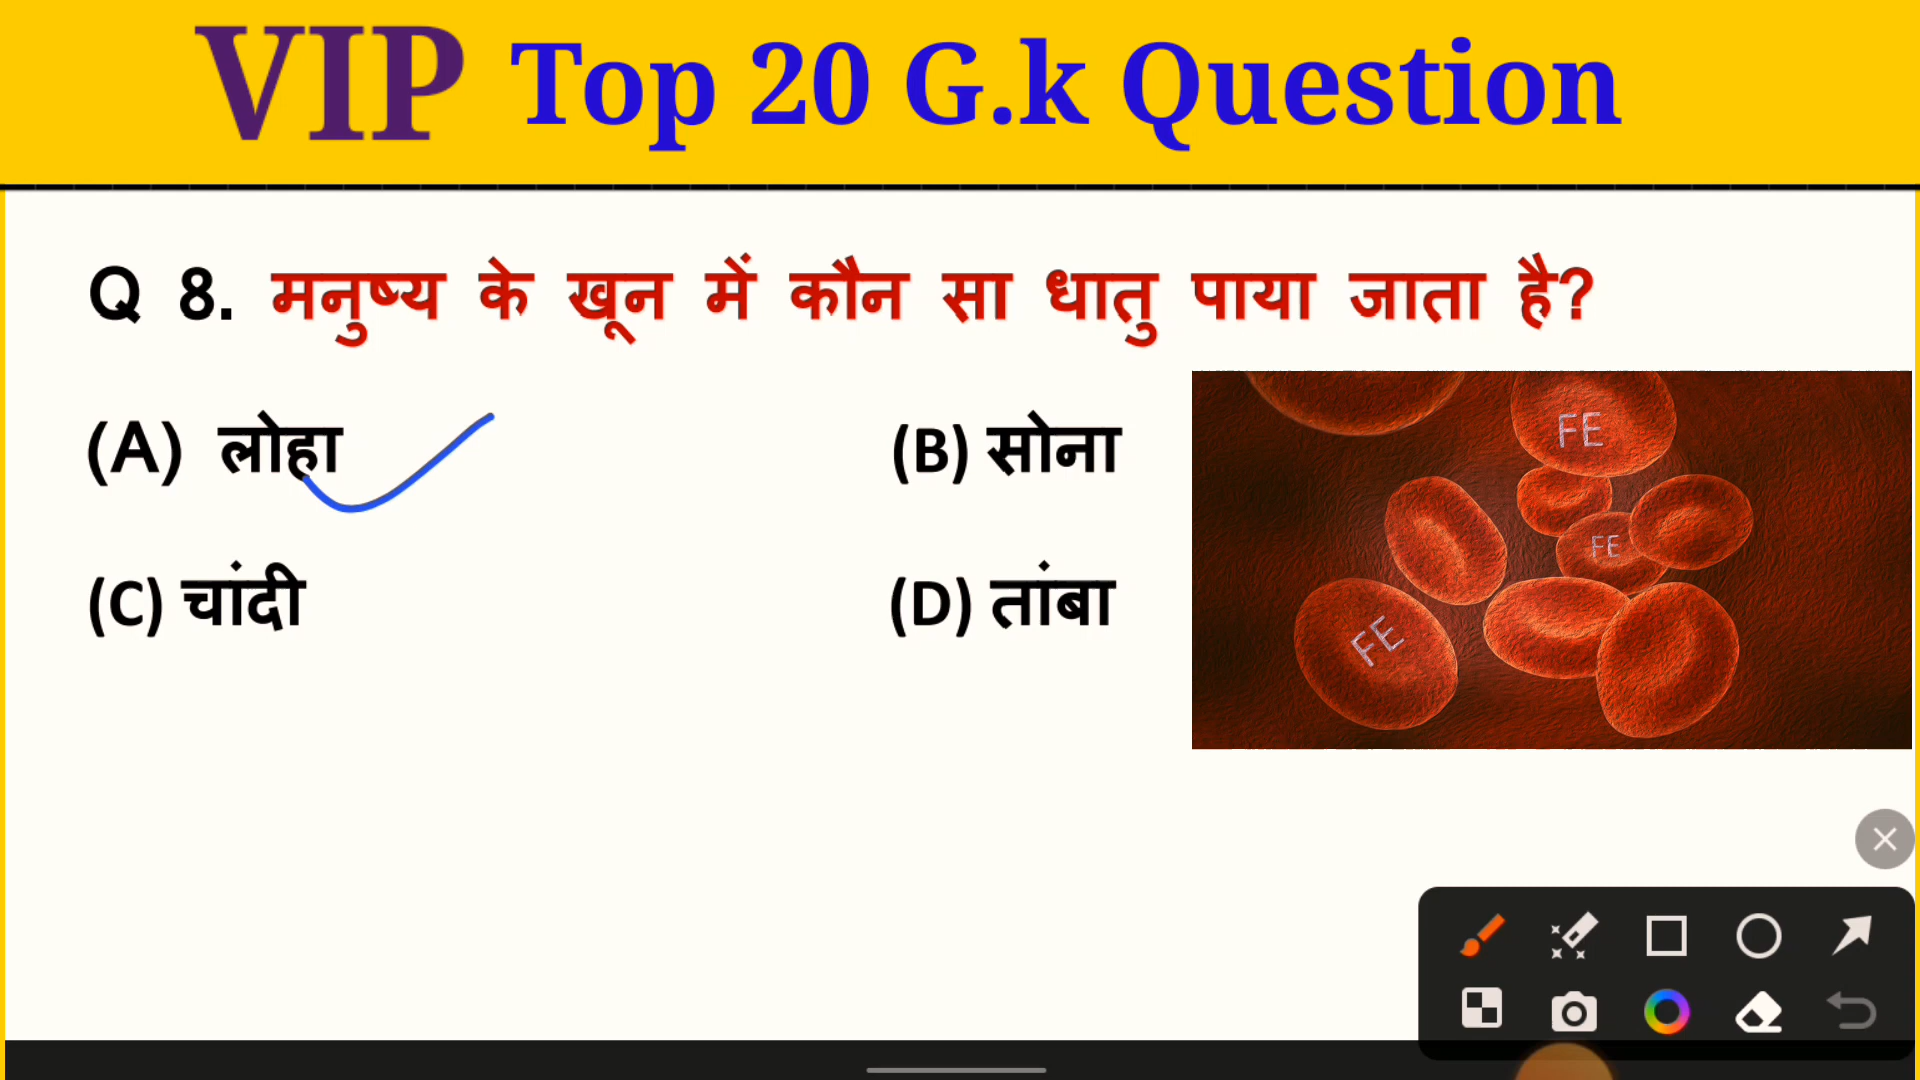 VIP Top 20 G.k Question
Q 8. मनुष्य के खून में कौन सा धातु पाया जाता है?
(A) लोहा
(B) सोना
(C) चांदी
(D) तांबा
FE
FE
FE